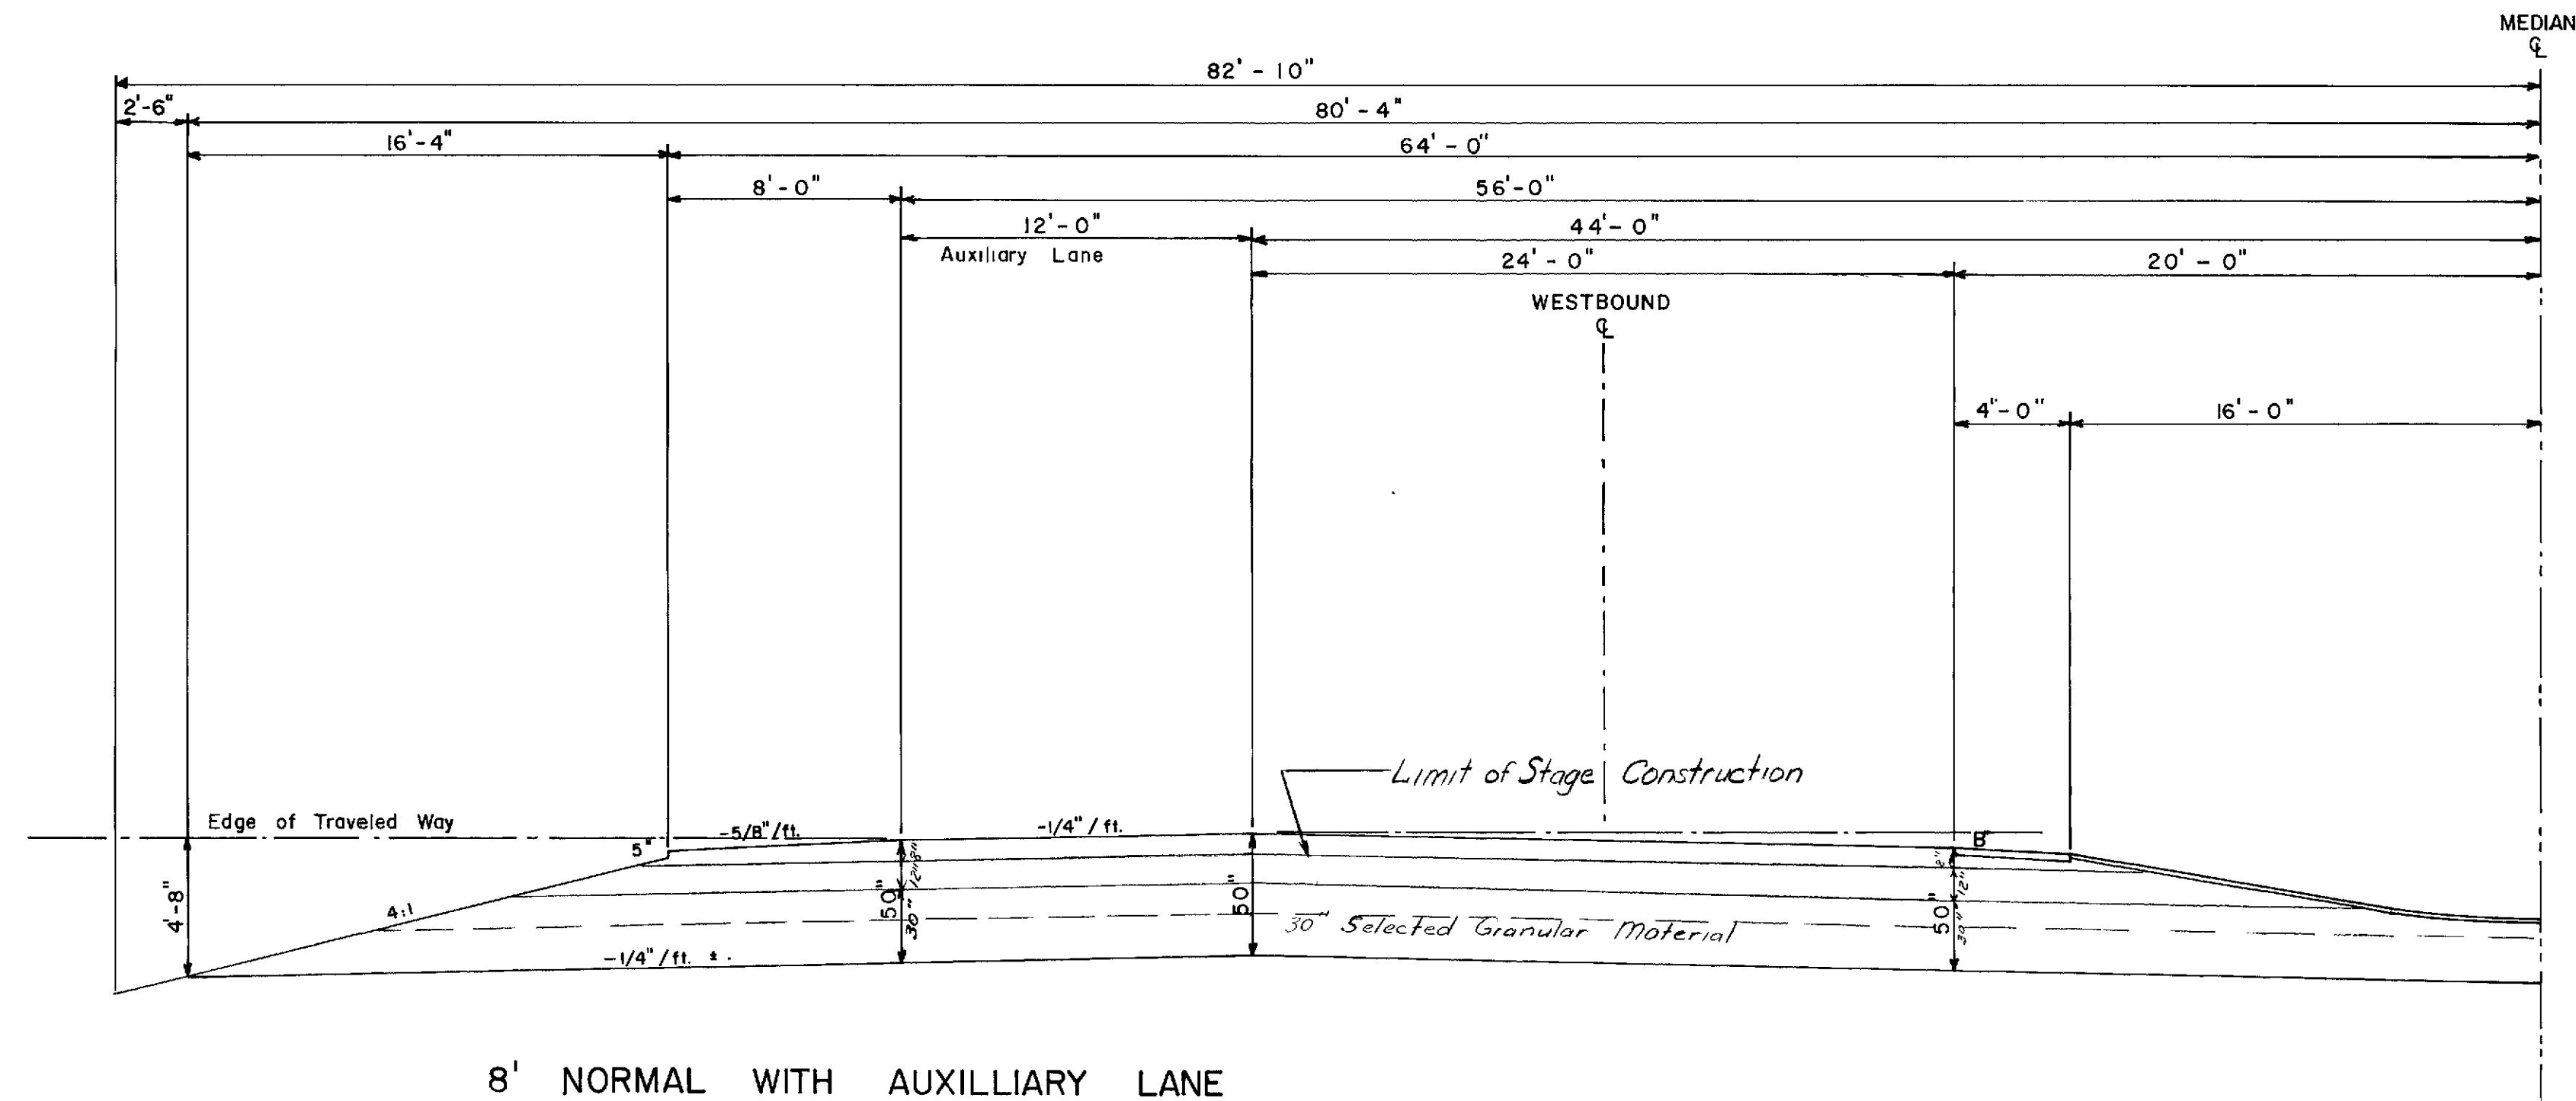 MEDIAN
℄
82' - 10"
2'-6"
80' - 4"
16'- 4"
64' - 0"
8' - 0"
56'- 0"
12' - 0"
44'- 0"
Auxiliary Lane
24' - 0"
20' - 0"
WESTBOUND
℄
4'- 0"
16' - 0"
Limit of Stage Construction
Edge of Traveled Way
-5/8"/ft.
-1/4" / ft.
5"
8"
12"
8"
12"
4'-8"
4:1
50"
30"
50"
30" Selected Granular Material
50"
30"
-1/4"/ft. ±
8' NORMAL WITH AUXILLIARY LANE